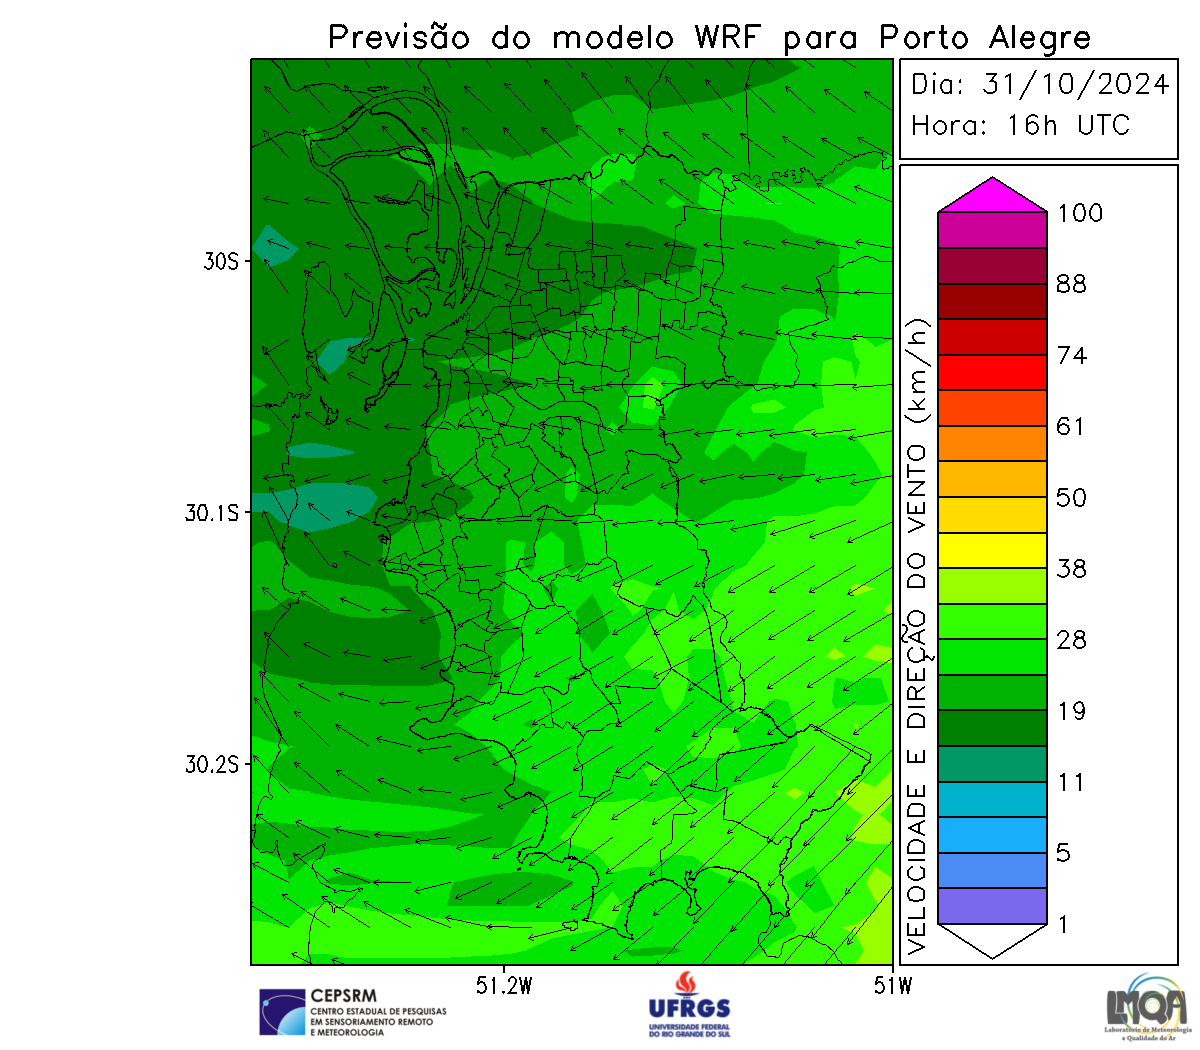 Previsão do modelo WRF para Porto Alegre
Dia: 31/10/2024
Hora: 16h UTC
30S
30.1S
30.2S
51.2W
51W
VELOCIDADE E DIREÇÃO DO VENTO (km/h)
100
88
74
61
50
38
28
19
11
5
1
CEPSRM
CENTRO ESTADUAL DE PESQUISAS
EM SENSORIAMENTO REMOTO
E METEOROLOGIA
UFRGS
UNIVERSIDADE FEDERAL
DO RIO GRANDE DO SUL
LMQA
Laboratório de Meteorologia
e Qualidade do Ar